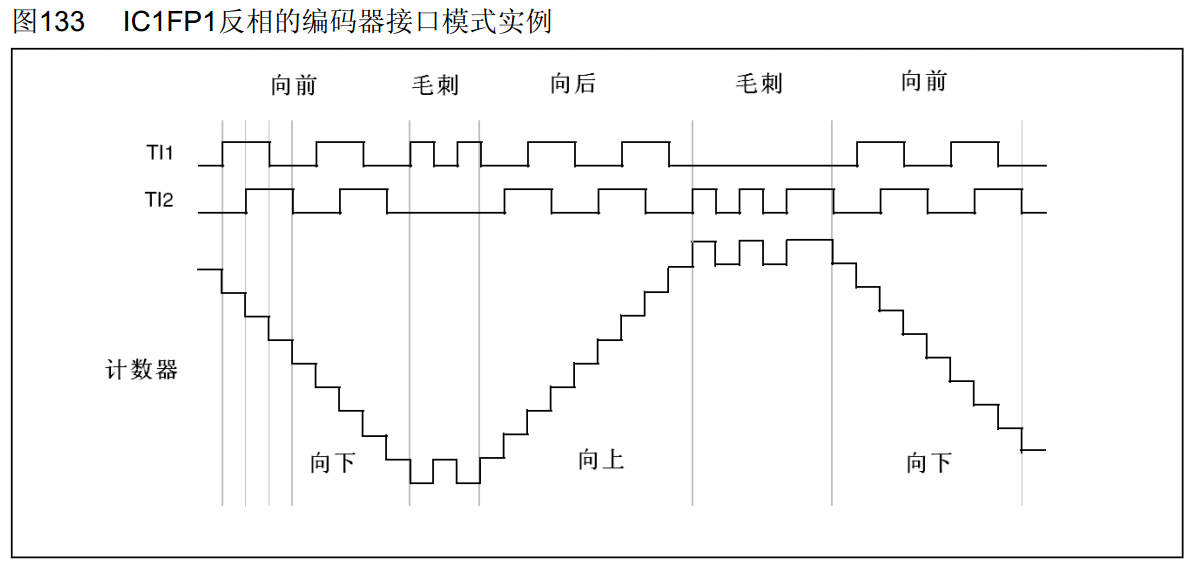 图133 IC1FP1反相的编码器接口模式实例
向前 毛刺 向后 毛刺 向前
TI1
TI2
计数器
向下 向上 向下